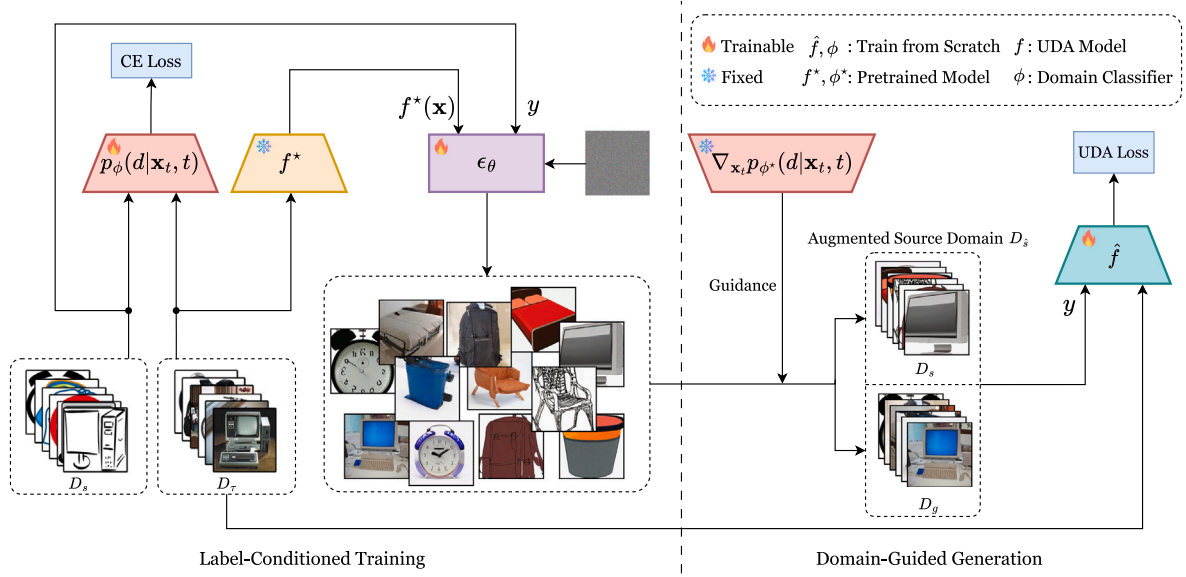 CE Loss
p_ϕ(d|𝐱_t, t)
f⋆
f⋆(𝐱)
y
ϵ_θ
D_s
D_τ
Label-Conditioned Training
Trainable
f̂, ϕ : Train from Scratch
f: UDA Model
Fixed
f⋆, ϕ⋆: Pretrained Model
ϕ: Domain Classifier
∇_{𝐱_t} p_{ϕ⋆}(d|𝐱_t, t)
Guidance
Augmented Source Domain D_ŝ
D_s
D_g
UDA Loss
f̂
y
Domain-Guided Generation